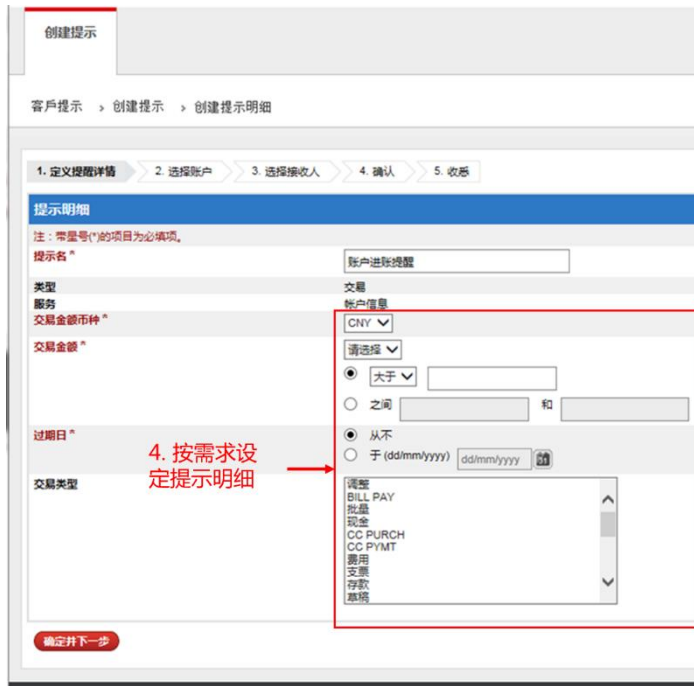 创建提示
客戶提示 › 创建提示 › 创建提示明细
1. 定义提醒详情 2. 选择账户 3. 选择接收人 4. 确认 5. 收悉
提示明细
注：带星号(*)的项目为必填项。
提示名 * 账户进账提醒
类型 交易
服务 帐户信息
交易金额币种 * CNY
交易金额 * 请选择
大于
之间 和
过期日 * 从不
于 (dd/mm/yyyy) dd/mm/yyyy
4. 按需求设
定提示明细
交易类型 调整
BILL PAY
批量
现金
CC PURCH
CC PYMT
费用
支票
存款
草稿
确定并下一步